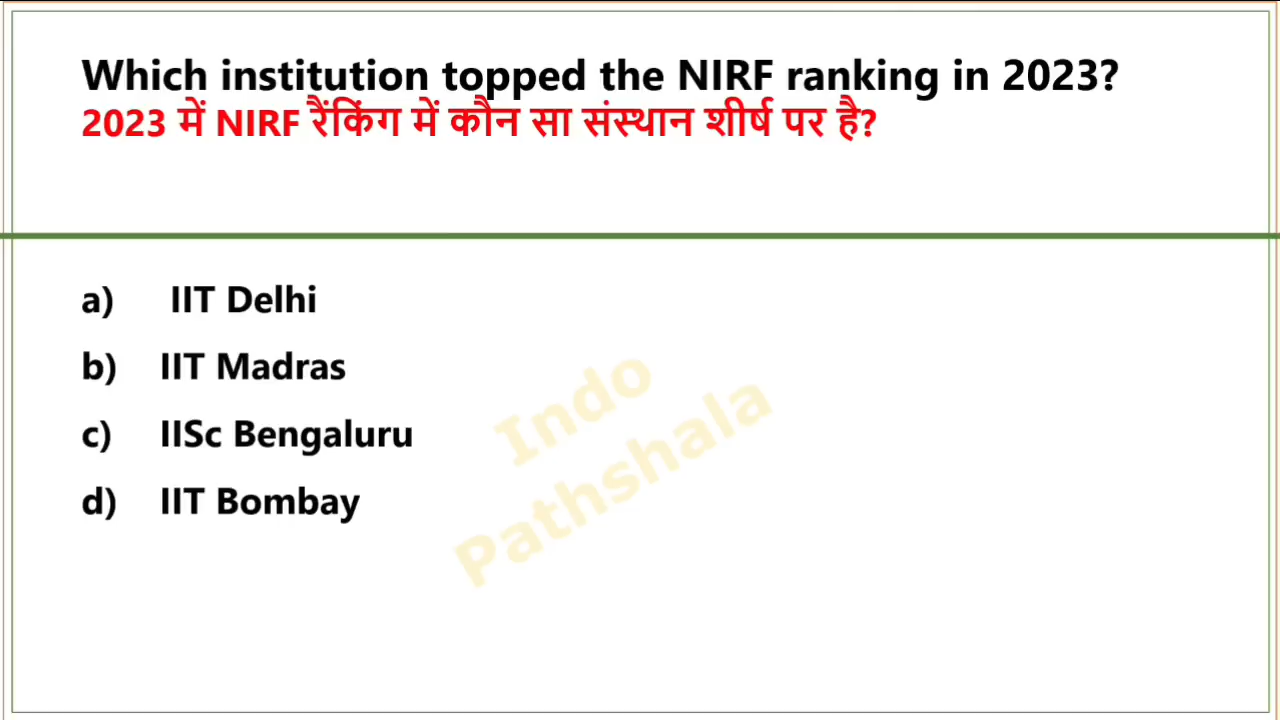 Which institution topped the NIRF ranking in 2023?
2023 में NIRF रैंकिंग में कौन सा संस्थान शीर्ष पर है?
a) IIT Delhi
b) IIT Madras
c) IISc Bengaluru
d) IIT Bombay
Indo
Pathshala